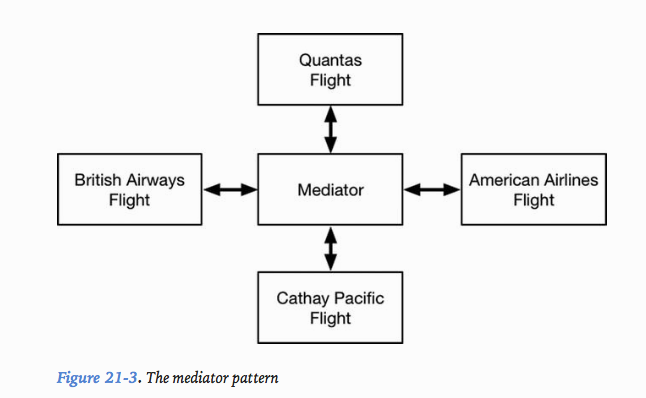 Quantas
Flight
British Airways
Flight
Mediator
American Airlines
Flight
Cathay Pacific
Flight
Figure 21-3. The mediator pattern